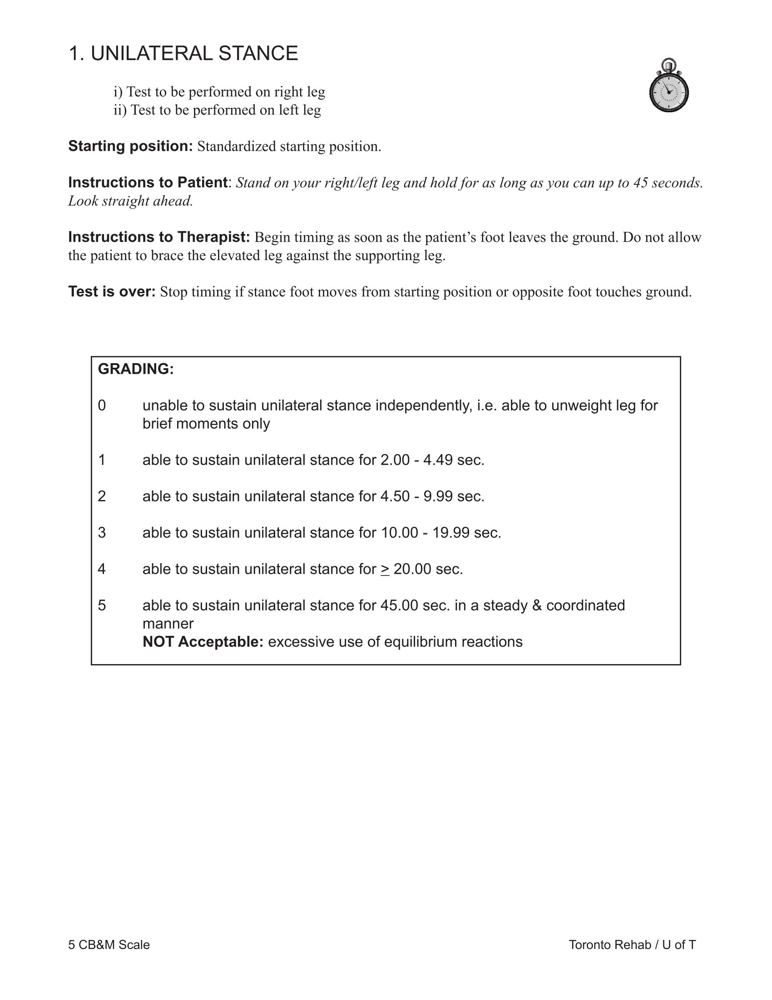 1. UNILATERAL STANCE
i) Test to be performed on right leg
ii) Test to be performed on left leg
Starting position: Standardized starting position.
Instructions to Patient: Stand on your right/left leg and hold for as long as you can up to 45 seconds.
Look straight ahead.
Instructions to Therapist: Begin timing as soon as the patient’s foot leaves the ground. Do not allow
the patient to brace the elevated leg against the supporting leg.
Test is over: Stop timing if stance foot moves from starting position or opposite foot touches ground.
GRADING:
0 unable to sustain unilateral stance independently, i.e. able to unweight leg for
brief moments only
1 able to sustain unilateral stance for 2.00 - 4.49 sec.
2 able to sustain unilateral stance for 4.50 - 9.99 sec.
3 able to sustain unilateral stance for 10.00 - 19.99 sec.
4 able to sustain unilateral stance for ≥ 20.00 sec.
5 able to sustain unilateral stance for 45.00 sec. in a steady & coordinated
manner
NOT Acceptable: excessive use of equilibrium reactions
5 CB&M Scale Toronto Rehab / U of T